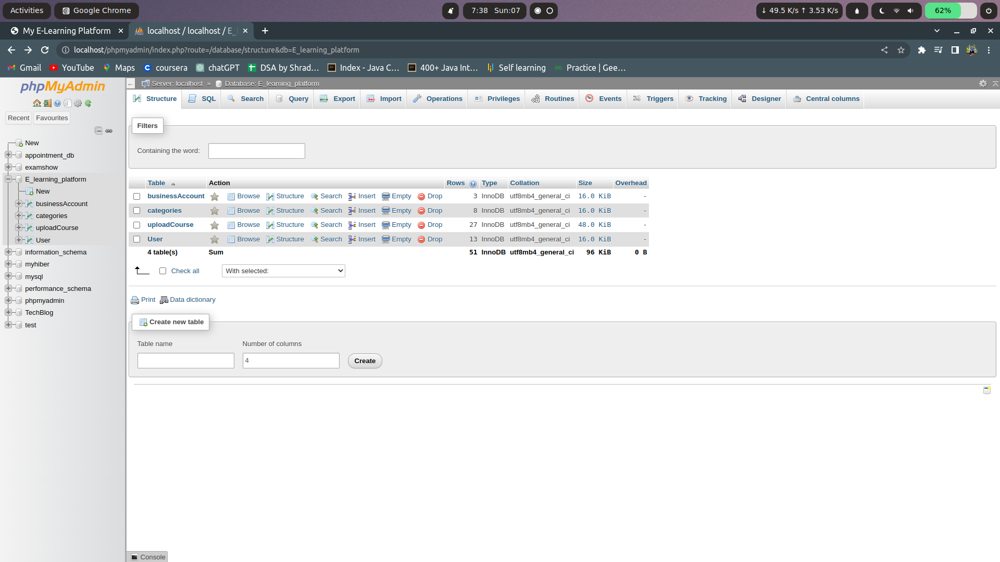 Activities Google Chrome 7:38 Sun:07 ↓ 49.5 K/s ↑ 3.53 K/s 62%
My E-Learning Platform localhost / localhost / E_
localhost/phpmyadmin/index.php?route=/database/structure&db=E_learning_platform
Gmail YouTube Maps coursera chatGPT DSA by Shrad... Index - Java C... 400+ Java Int... Self learning Practice | Gee...
phpMyAdmin
Recent Favourites
New
appointment_db
examshow
E_learning_platform
New
businessAccount
categories
uploadCourse
User
information_schema
myhiber
mysql
performance_schema
phpmyadmin
TechBlog
test
Server: localhost » Database: E_learning_platform
Structure SQL Search Query Export Import Operations Privileges Routines Events Triggers Tracking Designer Central columns
Filters
Containing the word:
Table Action Rows Type Collation Size Overhead
businessAccount Browse Structure Search Insert Empty Drop 3 InnoDB utf8mb4_general_ci 16.0 KiB -
categories Browse Structure Search Insert Empty Drop 8 InnoDB utf8mb4_general_ci 16.0 KiB -
uploadCourse Browse Structure Search Insert Empty Drop 27 InnoDB utf8mb4_general_ci 48.0 KiB -
User Browse Structure Search Insert Empty Drop 13 InnoDB utf8mb4_general_ci 16.0 KiB -
4 table(s) Sum 51 InnoDB utf8mb4_general_ci 96 KiB 0 B
Check all With selected:
Print Data dictionary
Create new table
Table name Number of columns
4 Create
Console